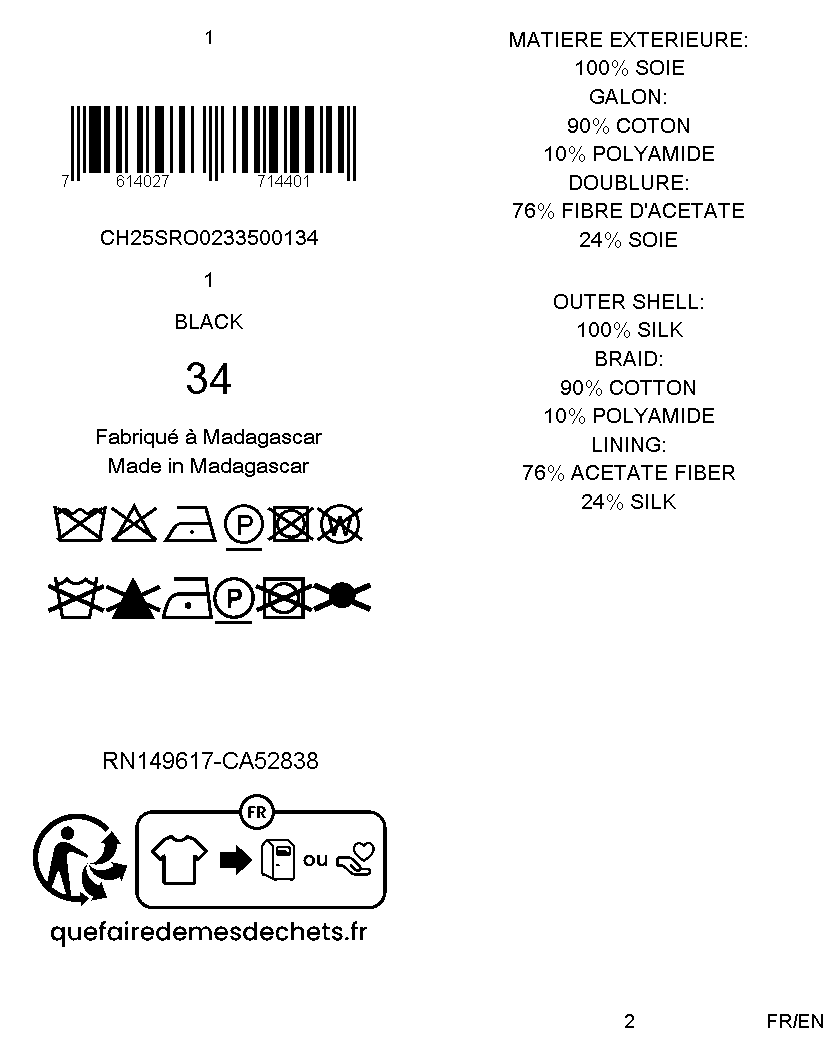 1
7 614027 714401
CH25SRO0233500134
1
BLACK
34
Fabriqué à Madagascar
Made in Madagascar
P W
P
RN149617-CA52838
FR
ou
quefairedemesdechets.fr
MATIERE EXTERIEURE:
100% SOIE
GALON:
90% COTON
10% POLYAMIDE
DOUBLURE:
76% FIBRE D'ACETATE
24% SOIE
OUTER SHELL:
100% SILK
BRAID:
90% COTTON
10% POLYAMIDE
LINING:
76% ACETATE FIBER
24% SILK
2 FR/EN